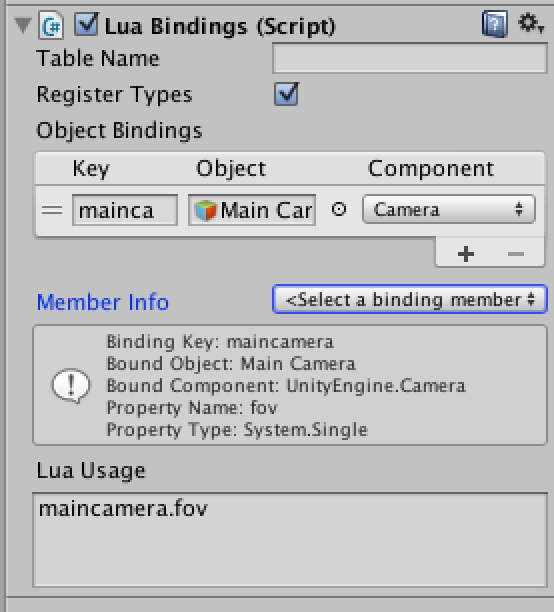 Lua Bindings (Script)
Table Name
Register Types
Object Bindings
Key Object Component
mainca Main Car Camera
Member Info <Select a binding member
Binding Key: maincamera
Bound Object: Main Camera
Bound Component: UnityEngine.Camera
Property Name: fov
Property Type: System.Single
Lua Usage
maincamera.fov